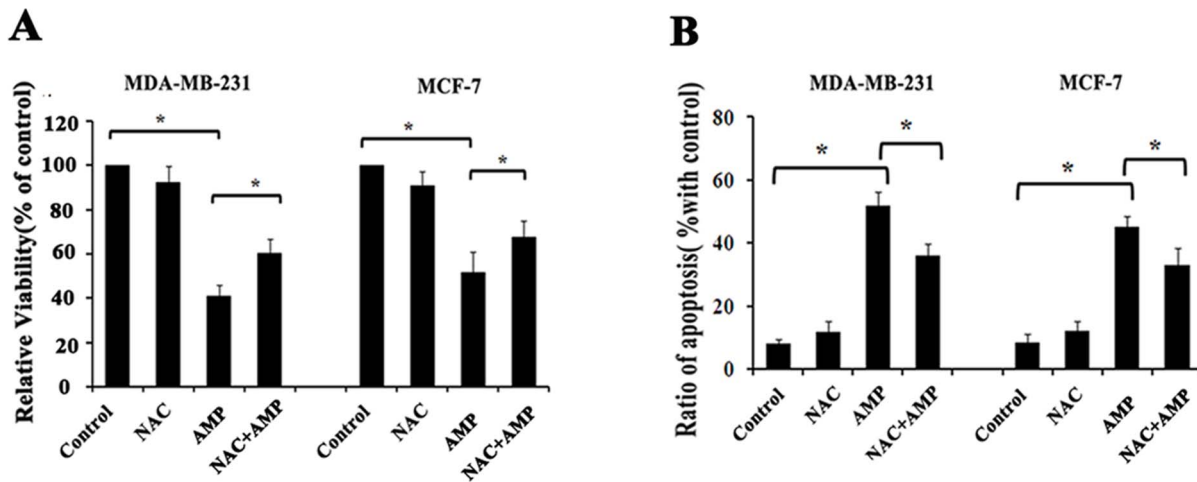 A
MDA-MB-231
MCF-7
Relative Viability(% of control)
120
100
80
60
40
20
0
*
*
*
*
Control
NAC
AMP
NAC+AMP
Control
NAC
AMP
NAC+AMP
B
MDA-MB-231
MCF-7
Ratio of apoptosis( %with control)
80
60
40
20
0
*
*
*
*
Control
NAC
AMP
NAC+AMP
Control
NAC
AMP
NAC+AMP